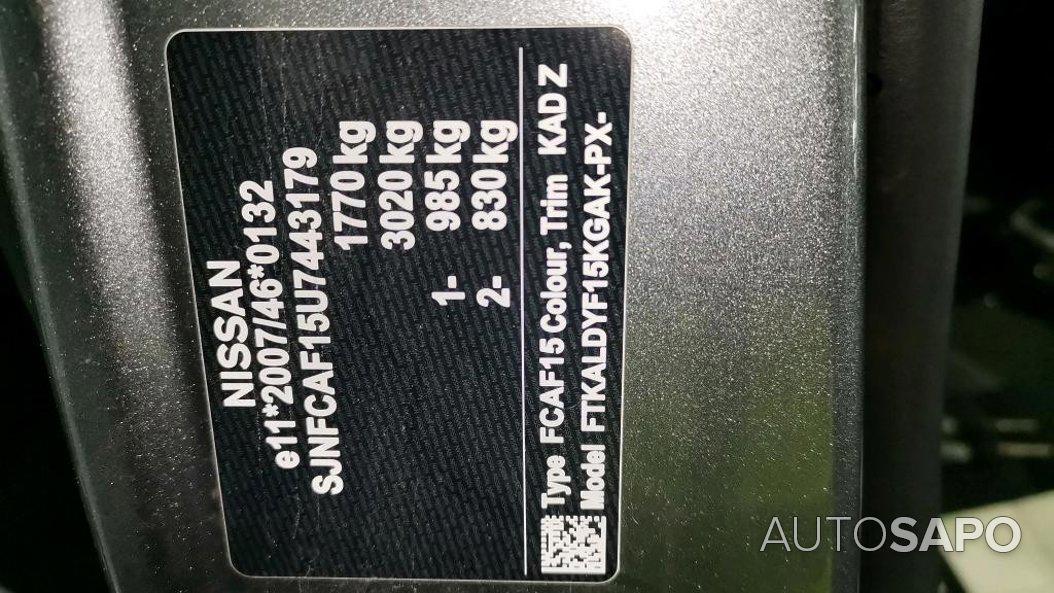 NISSAN
e11*2007/46*0132
SJNFCAF15U7443179
1770 kg
3020 kg
1- 985 kg
2- 830 kg
Type FCAF15 Colour, Trim KAD Z
Model FTKALDYF15KGAK-PX-
AUTOSAPO